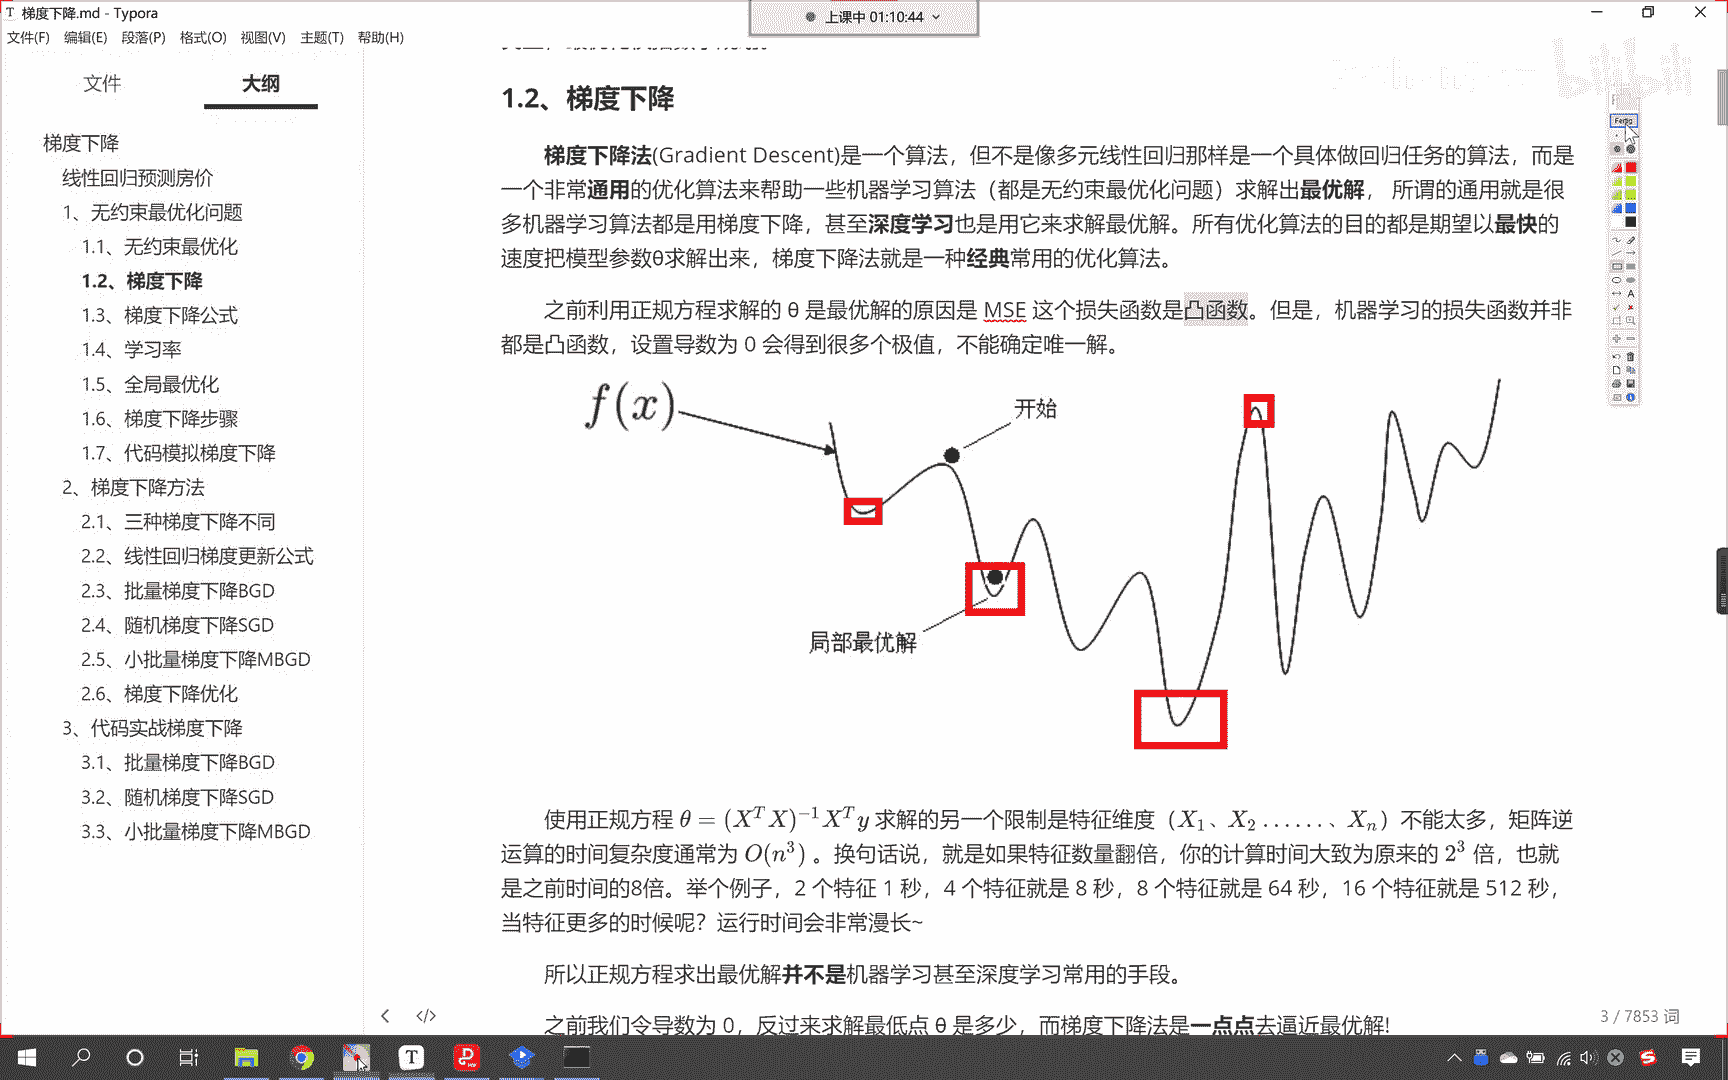 梯度下降.md - Typora
上课中 01:10:44
文件(F) 编辑(E) 段落(P) 格式(O) 视图(V) 主题(T) 帮助(H)
文件 大纲
梯度下降
线性回归预测房价
1、无约束最优化问题
1.1、无约束最优化
1.2、梯度下降
1.3、梯度下降公式
1.4、学习率
1.5、全局最优化
1.6、梯度下降步骤
1.7、代码模拟梯度下降
2、梯度下降方法
2.1、三种梯度下降不同
2.2、线性回归梯度更新公式
2.3、批量梯度下降BGD
2.4、随机梯度下降SGD
2.5、小批量梯度下降MBGD
2.6、梯度下降优化
3、代码实战梯度下降
3.1、批量梯度下降BGD
3.2、随机梯度下降SGD
3.3、小批量梯度下降MBGD
1.2、梯度下降
梯度下降法(Gradient Descent)是一个算法，但不是像多元线性回归那样是一个具体做回归任务的算法，而是
一个非常通用的优化算法来帮助一些机器学习算法（都是无约束最优化问题）求解出最优解， 所谓的通用就是很
多机器学习算法都是用梯度下降，甚至深度学习也是用它来求解最优解。所有优化算法的目的都是期望以最快的
速度把模型参数θ求解出来，梯度下降法就是一种经典常用的优化算法。
之前利用正规方程求解的 θ 是最优解的原因是 MSE 这个损失函数是凸函数。但是，机器学习的损失函数并非
都是凸函数，设置导数为 0 会得到很多个极值，不能确定唯一解。
f(x)
开始
局部最优解
使用正规方程 θ = (X^T X)^{-1} X^T y 求解的另一个限制是特征维度（X_1、X_2 ......、X_n）不能太多，矩阵逆
运算的时间复杂度通常为 O(n^3) 。换句话说，就是如果特征数量翻倍，你的计算时间大致为原来的 2^3 倍，也就
是之前时间的8倍。举个例子，2 个特征 1 秒，4 个特征就是 8 秒，8 个特征就是 64 秒，16 个特征就是 512 秒，
当特征更多的时候呢？运行时间会非常漫长~
所以正规方程求出最优解并不是机器学习甚至深度学习常用的手段。
之前我们令导数为 0，反过来求解最低点 θ 是多少，而梯度下降法是一点点去逼近最优解!
3 / 7853 词
bilibili